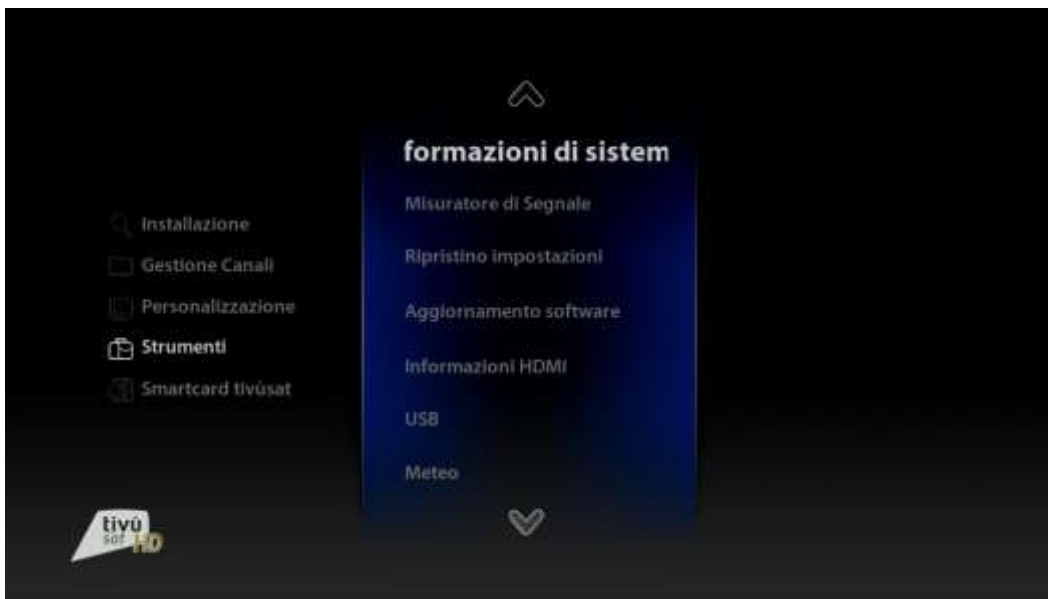 Installazione
Gestione Canali
Personalizzazione
Strumenti
Smartcard tivùsat
formazioni di sistem
Misuratore di Segnale
Ripristino impostazioni
Aggiornamento software
Informazioni HDMI
USB
Meteo
tivù
sat HD